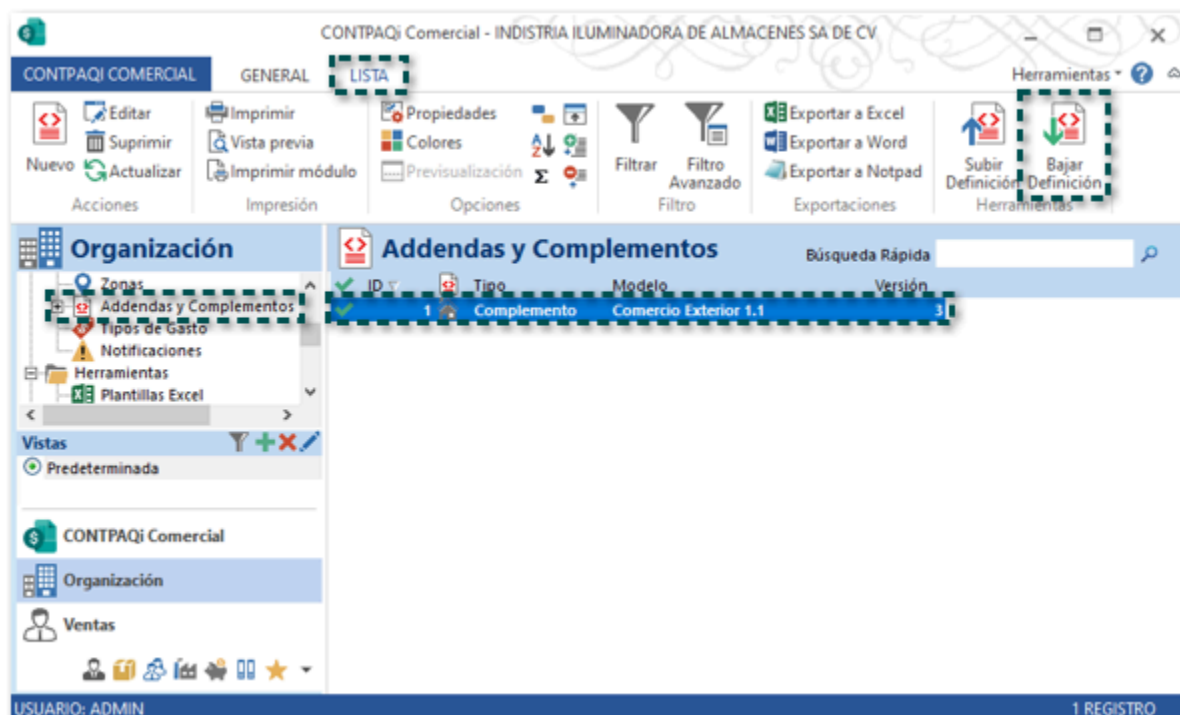 CONTPAQi Comercial - INDISTRIA ILUMINADORA DE ALMACENES SA DE CV
CONTPAQI COMERCIAL GENERAL LISTA Herramientas
Nuevo
Editar
Suprimir
Actualizar
Acciones
Imprimir
Vista previa
Imprimir módulo
Impresión
Propiedades
Colores
Previsualización
Opciones
Filtrar
Filtro
Avanzado
Filtro
Exportar a Excel
Exportar a Word
Exportar a Notpad
Exportaciones
Subir
Definición
Bajar
Definición
Herramientas
Organización
Zonas
Addendas y Complementos
Tipos de Gasto
Notificaciones
Herramientas
Plantillas Excel
Vistas
Predeterminada
CONTPAQi Comercial
Organización
Ventas
Addendas y Complementos Búsqueda Rápida
ID Tipo Modelo Versión
1 Complemento Comercio Exterior 1.1 3
USUARIO: ADMIN 1 REGISTRO